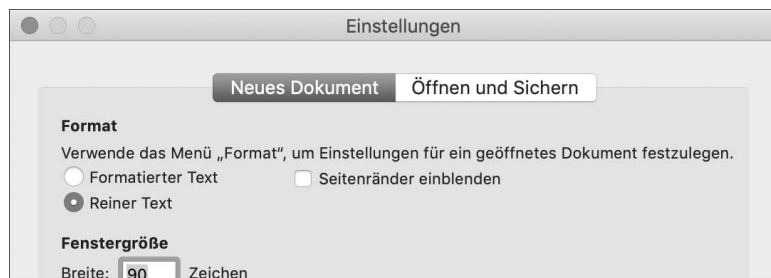 Einstellungen
Neues Dokument Öffnen und Sichern
Format
Verwende das Menü „Format“, um Einstellungen für ein geöffnetes Dokument festzulegen.
Formatierter Text Seitenränder einblenden
Reiner Text
Fenstergröße
Breite: 90 Zeichen